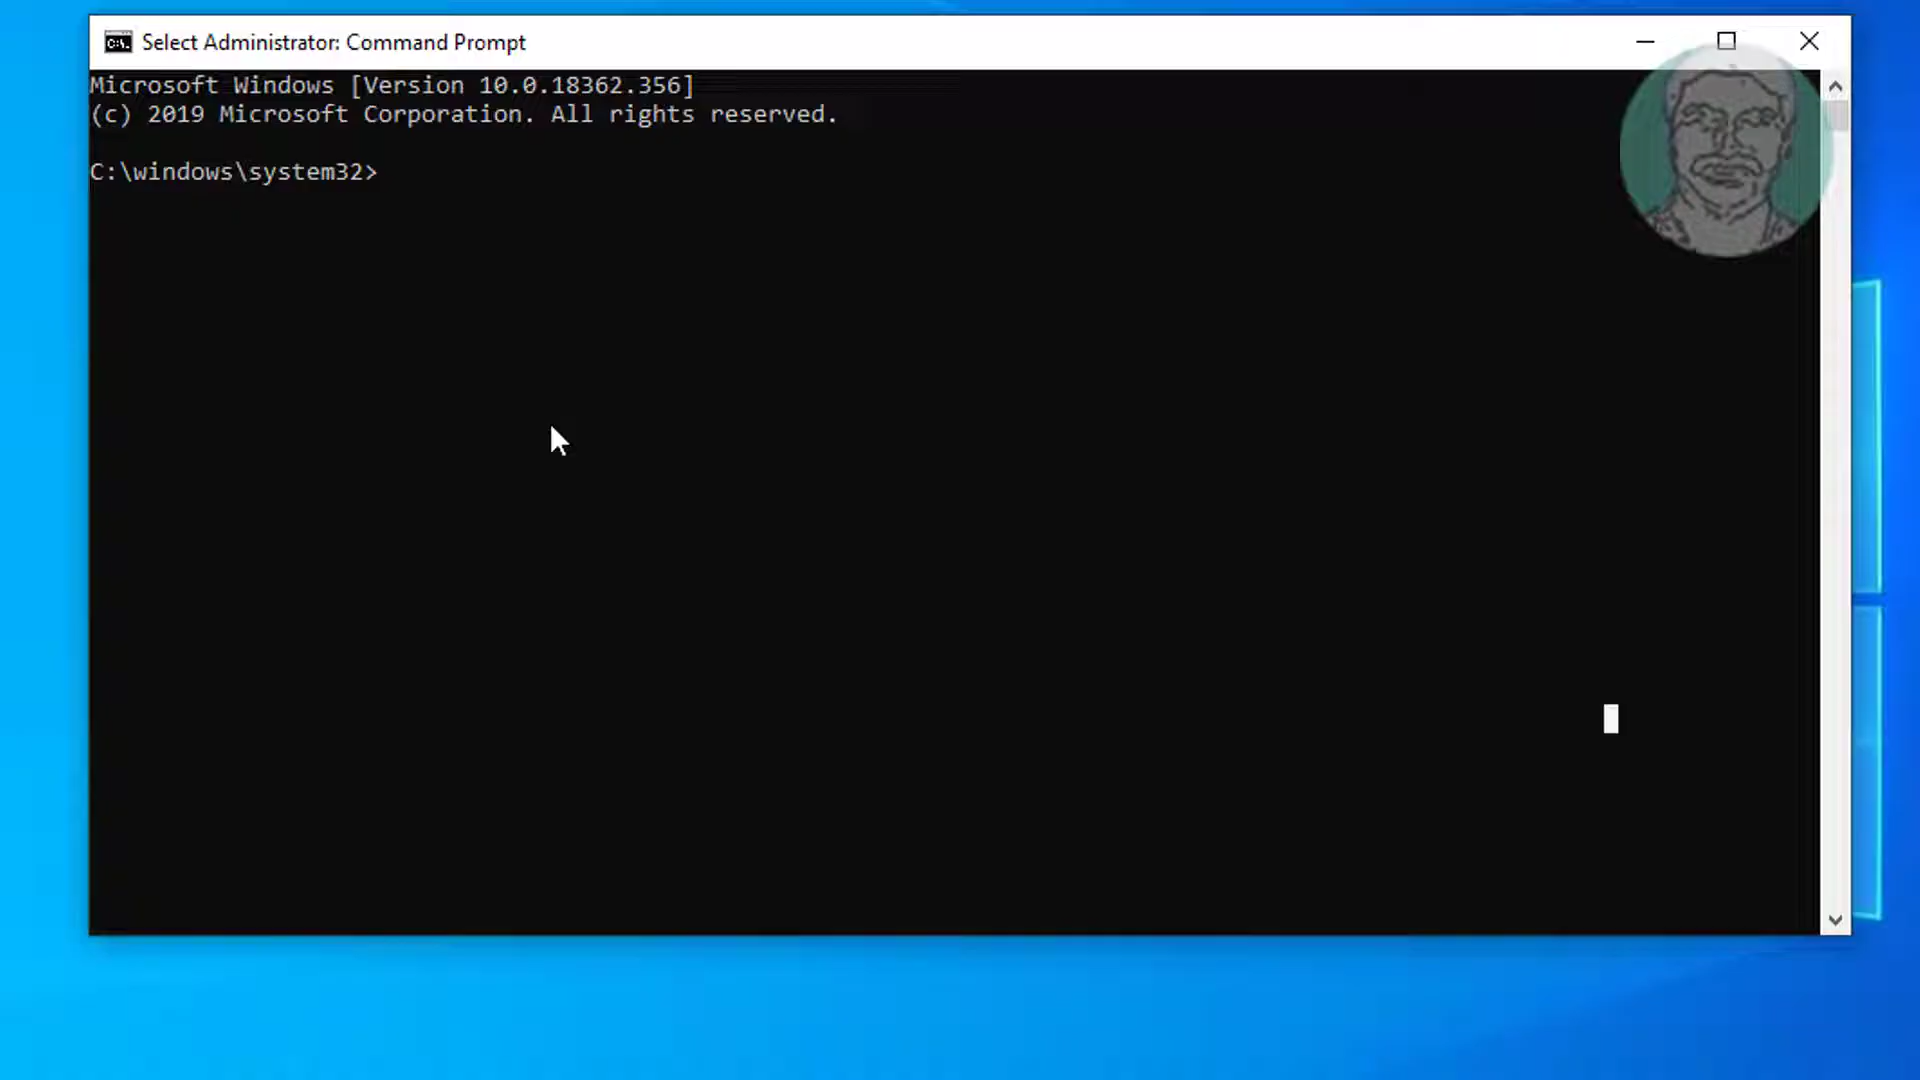 Select Administrator: Command Prompt
Microsoft Windows [Version 10.0.18362.356]
(c) 2019 Microsoft Corporation. All rights reserved.
C:\windows\system32>